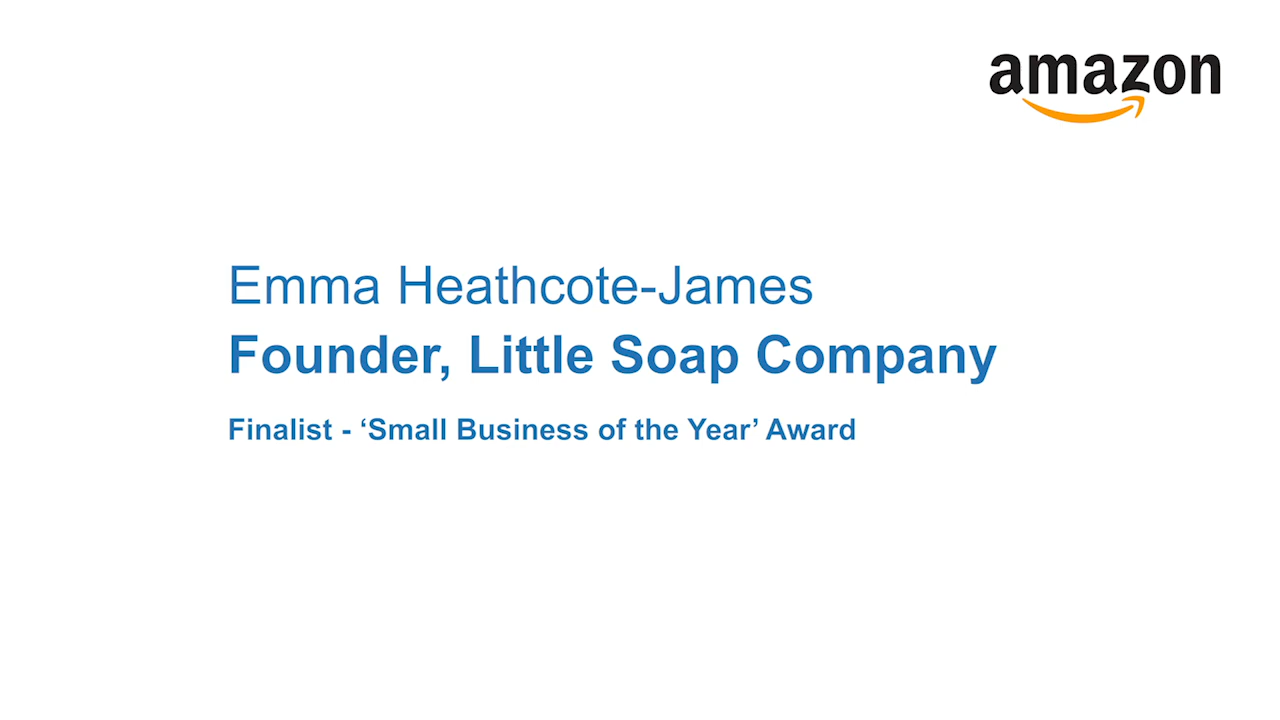 amazon
Emma Heathcote-James
Founder, Little Soap Company
Finalist - ‘Small Business of the Year’ Award